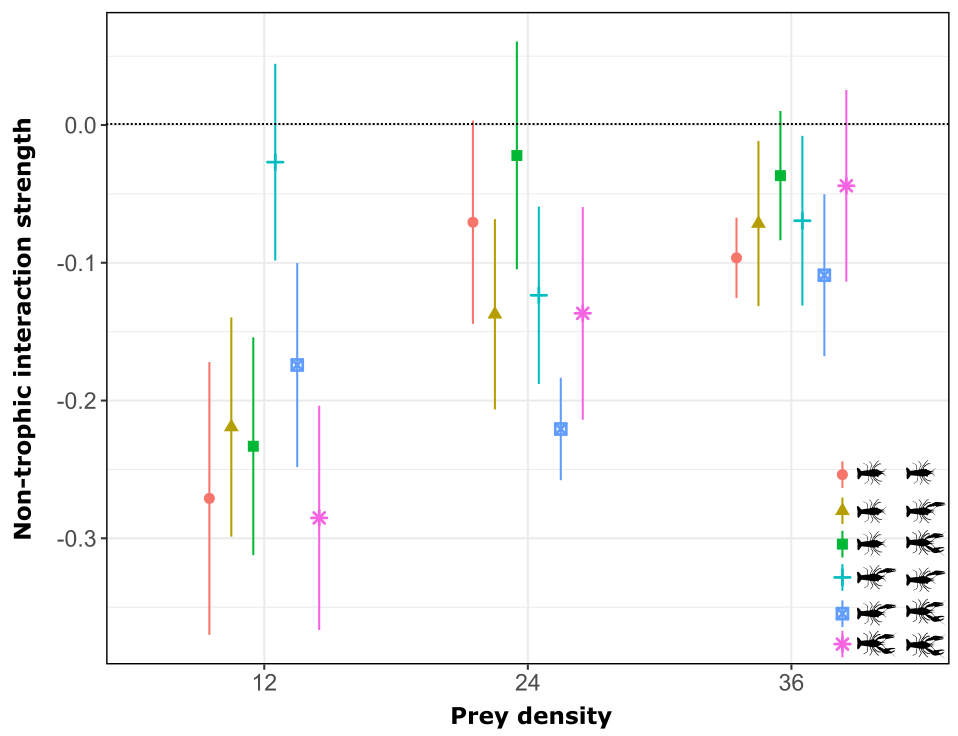 0.0
-0.1
-0.2
-0.3
Non-trophic interaction strength
12 24 36
Prey density